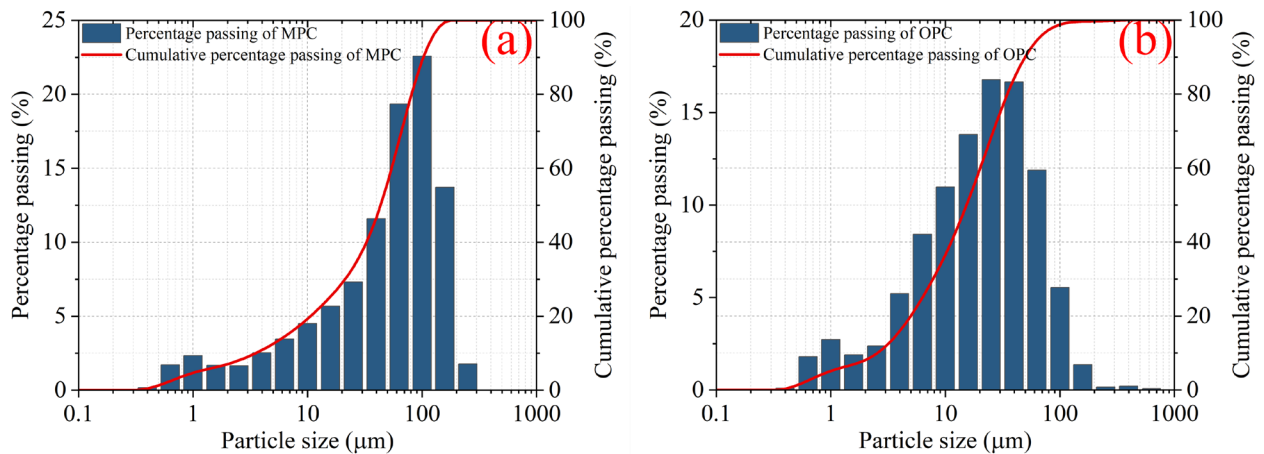 Percentage passing of MPC
Cumulative percentage passing of MPC
(a)
25
20
15
10
5
0
Percentage passing (%)
100
80
60
40
20
0
Cumulative percentage passing (%)
0.1 1 10 100 1000
Particle size (μm)
Percentage passing of OPC
Cumulative percentage passing of OPC
(b)
20
15
10
5
0
Percentage passing (%)
100
80
60
40
20
0
Cumulative percentage passing (%)
0.1 1 10 100 1000
Particle size (μm)